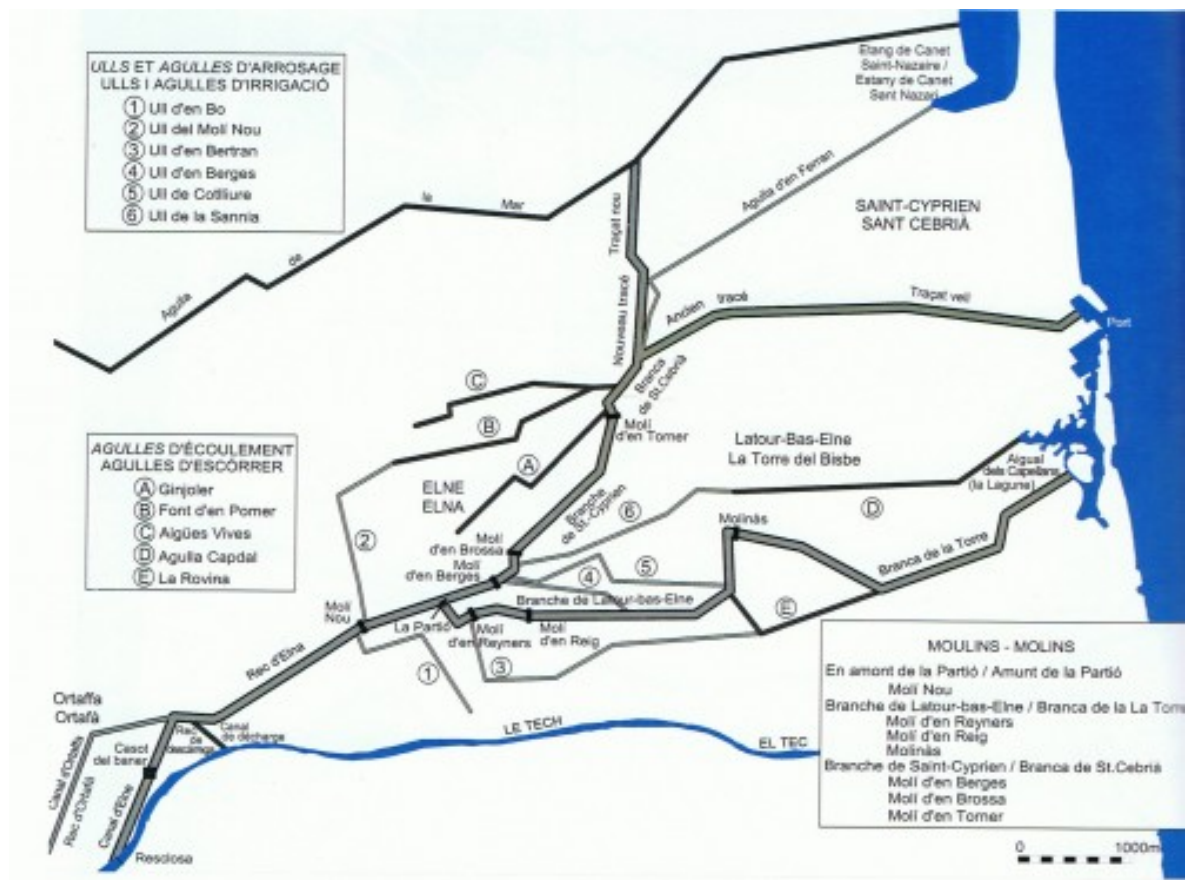 ULLS ET AGULLES D'ARROSAGE
ULLS I AGULLES D'IRRIGACIÓ
1 Ull d'en Bo
2 Ull del Molí Nou
3 Ull d'en Bertran
4 Ull d'en Berges
5 Ull de Cotlliure
6 Ull de la Sannia
Etang de Canet
Saint-Nazaire /
Estany de Canet
Sant Nazari
Agulla de la Mar
Agulla d'en Ferran
SAINT-CYPRIEN
SANT CEBRIÀ
Traçat nou
Nouveau tracé
Ancien tracé
Traçat vell
Port
Branca
de St.Cebrià
C
B
A
Molí
d'en Torner
AGULLES D'ÉCOULEMENT
AGULLES D'ESCÓRRER
A Ginjoler
B Font d'en Pomer
C Aigües Vives
D Agulla Capdal
E La Rovina
Latour-Bas-Elne
La Torre del Bisbe
Aigual
dels Capellans
(la Lagune)
ELNE
ELNA
Branche
de St.-Cyprien
6
D
2
Molí
d'en Brossa
Molí
d'en Berges
Molinàs
Branca de la Torre
4
5
Branche de Latour-bas-Elne
E
Molí
Nou
La Partió
Molí
d'en Reyners
Molí
d'en Reig
1
3
Rec d'Elna
Ortaffa
Ortafà
Canal d'Ortaffa
Rec d'Ortafà
Casot
del baner
Rec
de
descàrrega
Canal
de décharge
Canal d'Elne
Resclosa
LE TECH
EL TEC
MOULINS - MOLINS
En amont de la Partió / Amunt de la Partió
Molí Nou
Branche de Latour-bas-Elne / Branca de la La Torre
Molí d'en Reyners
Molí d'en Reig
Molinàs
Branche de Saint-Cyprien / Branca de St.Cebrià
Molí d'en Berges
Molí d'en Brossa
Molí d'en Torner
0 1000m